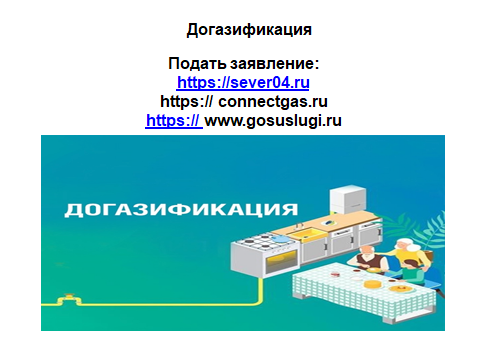 Догазификация
Подать заявление:
https://sever04.ru
https:// connectgas.ru
https:// www.gosuslugi.ru
ДОГАЗИФИКАЦИЯ